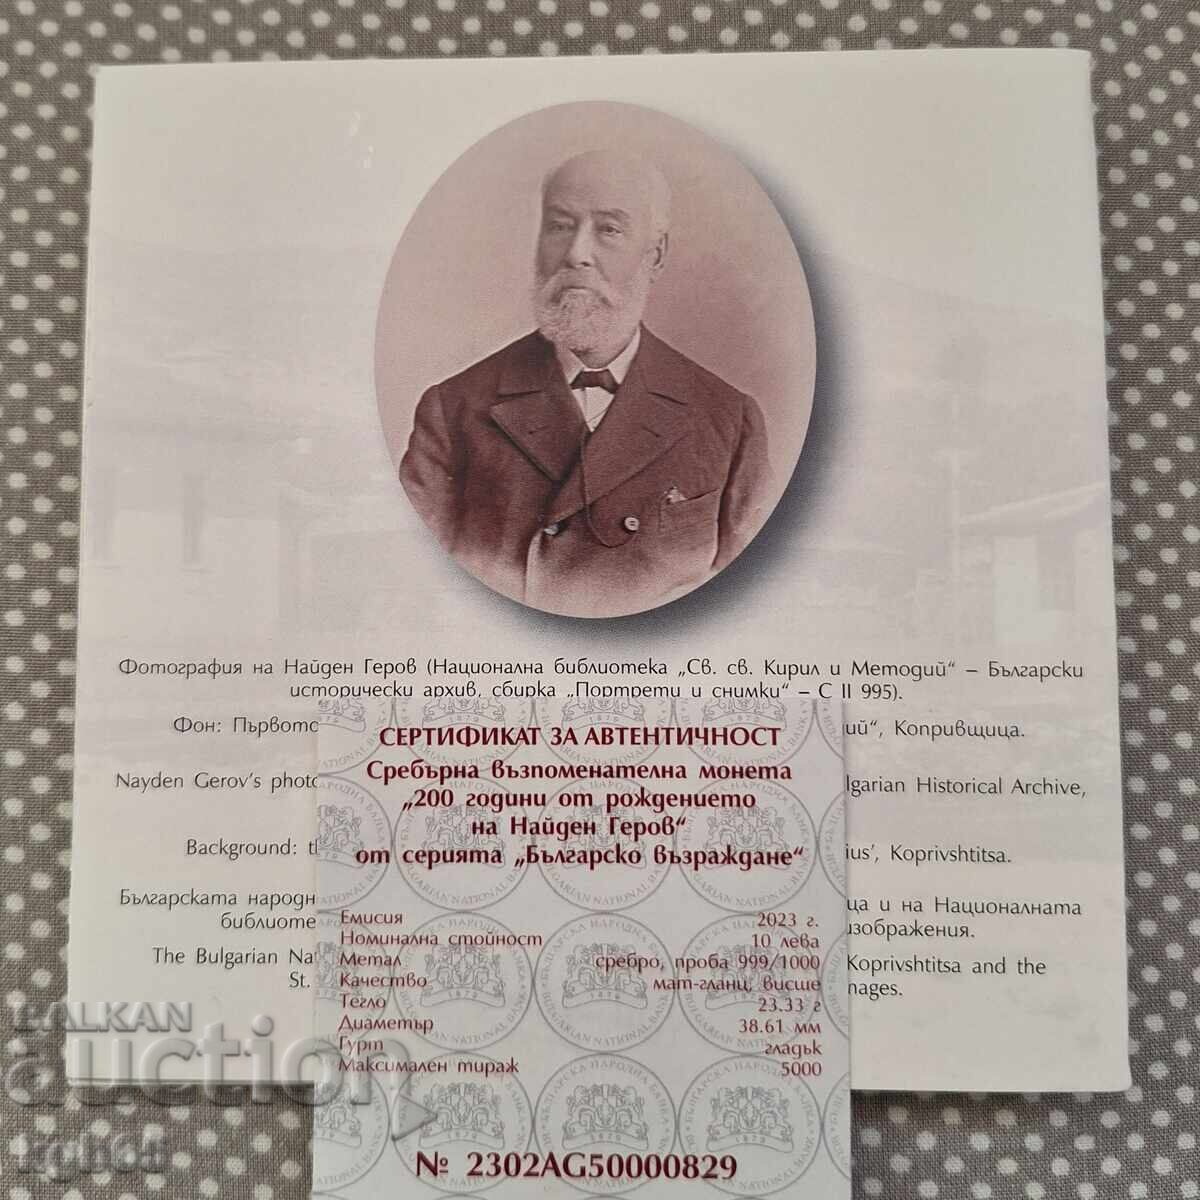 Фотография на Найден Геров (Национална библиотека „Св. св. Кирил и Методий“ – Български
исторически архив, сбирка „Портрети и снимки“ – С II 995).
Фон: Първото ий“, Копривщица.
Nayden Gerov's photo lgarian Historical Archive,
Background: th ius', Koprivshtitsa.
Българската народн ца и на Националната
библиоте изображения.
The Bulgarian Nat Koprivshtitsa and the
St. mages.
СЕРТИФИКАТ ЗА АВТЕНТИЧНОСТ
Сребърна възпоменателна монета
„200 години от рождението
на Найден Геров“
от серията „Българско възраждане“
Емисия 2023 г.
Номинална стойност 10 лева
Метал сребро, проба 999/1000
Качество мат-гланц, висше
Тегло 23.33 г
Диаметър 38.61 мм
Гурт гладък
Максимален тираж 5000
№ 2302AG50000829
BALKAN
auction
kgh68